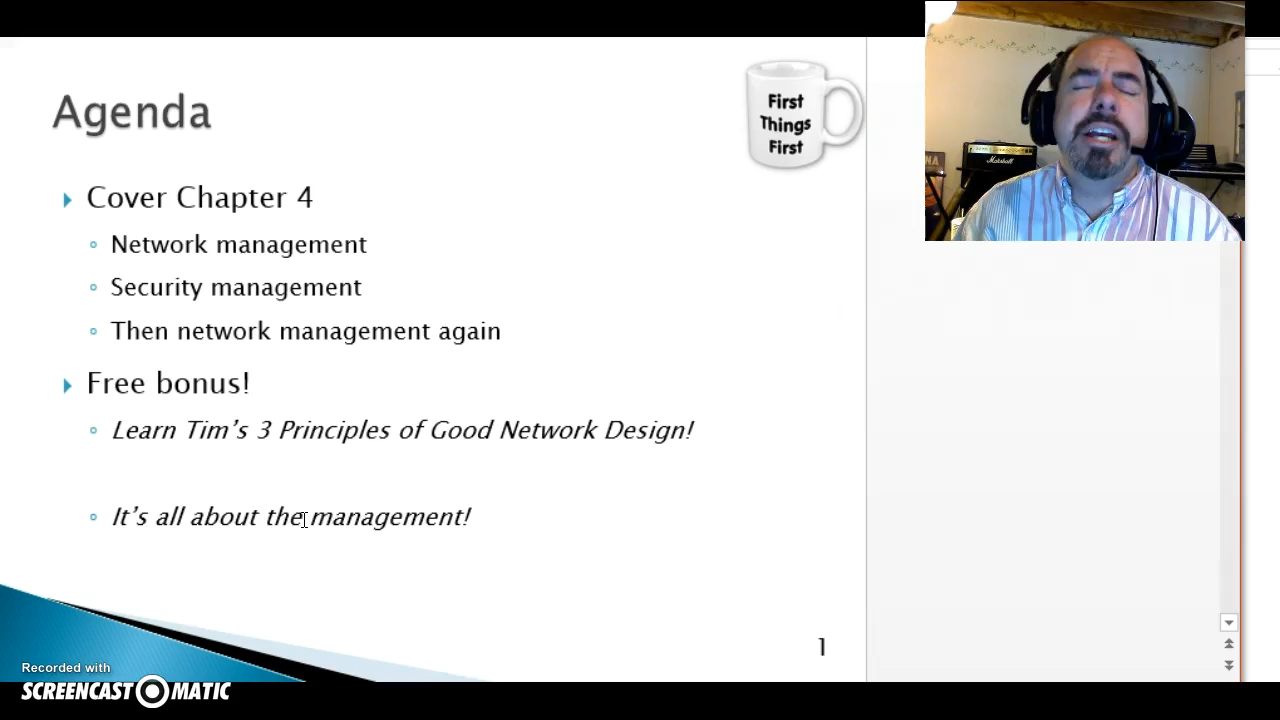 Agenda
First
Things
First
Cover Chapter 4
Network management
Security management
Then network management again
Free bonus!
Learn Tim's 3 Principles of Good Network Design!
It's all about the management!
1
Marshall
Recorded with
SCREENCAST O MATIC